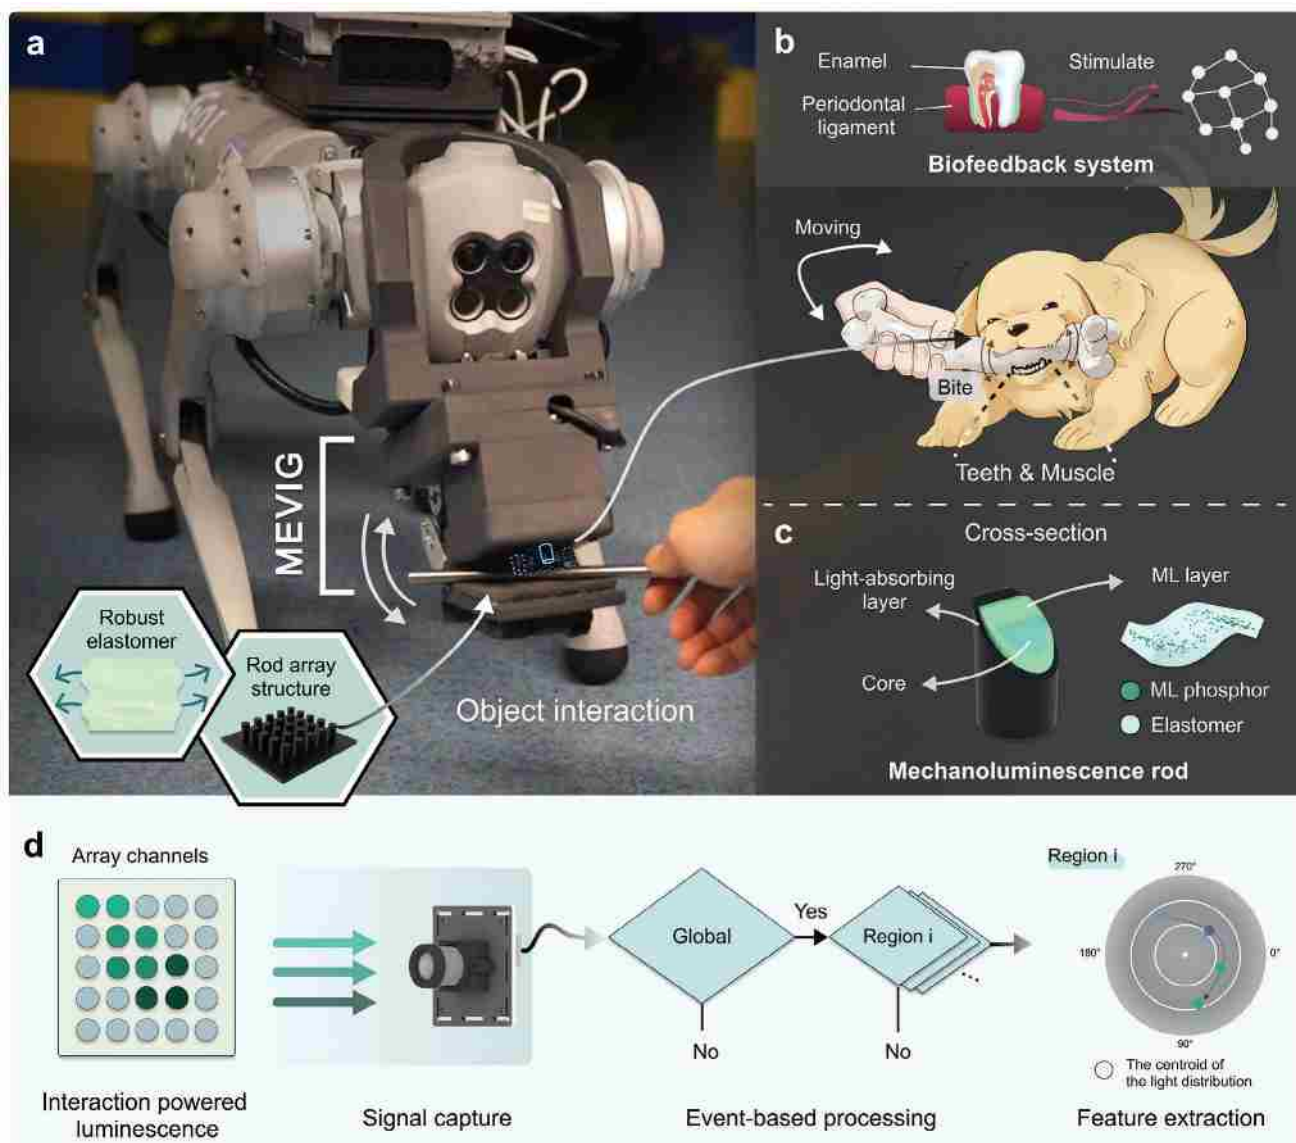 a
MEVIG
Robust
elastomer
Rod array
structure
Object interaction
b
Enamel
Stimulate
Periodontal
ligament
Biofeedback system
Moving
Bite
Teeth & Muscle
c
Cross-section
Light-absorbing
layer
ML layer
Core
ML phosphor
Elastomer
Mechanoluminescence rod
d
Array channels
Interaction powered
luminescence
Signal capture
Global
Yes
Region i
...
No
No
Event-based processing
Region i
270°
180°
0°
90°
The centroid of
the light distribution
Feature extraction